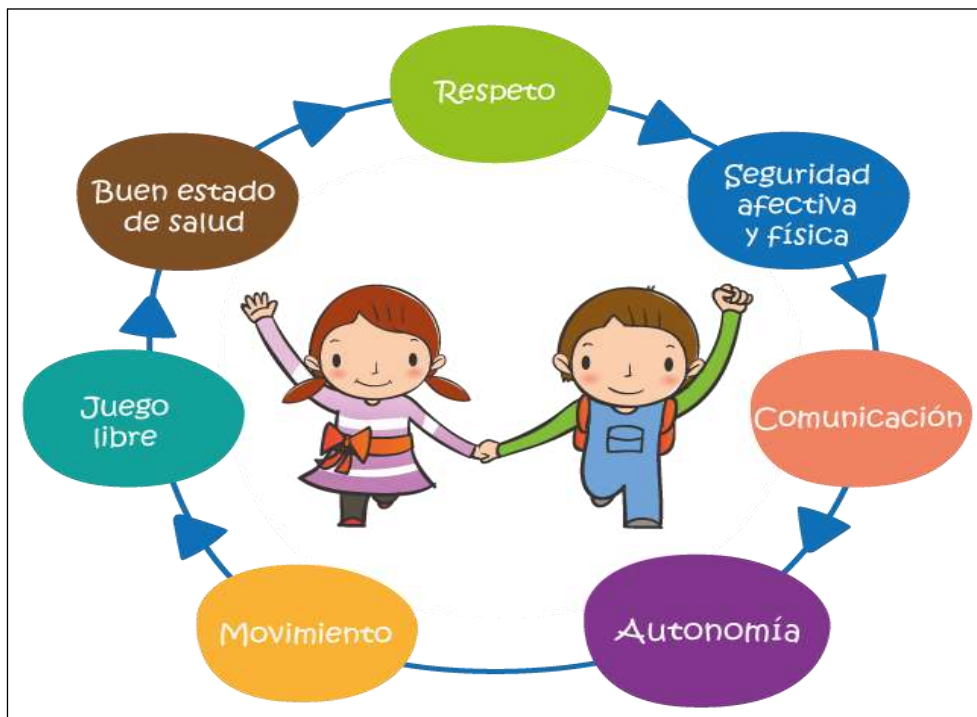 Respeto
Seguridad
afectiva
y física
Comunicación
Autonomía
Movimiento
Juego
libre
Buen estado
de salud